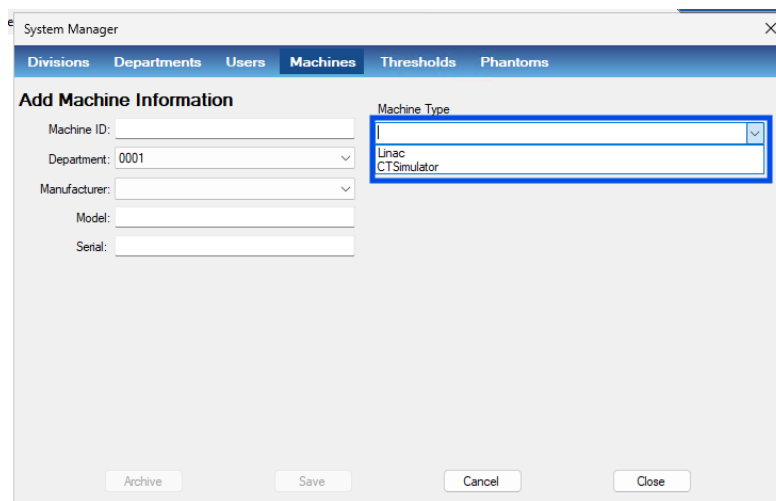 e
System Manager
Divisions Departments Users Machines Thresholds Phantoms
Add Machine Information
Machine ID:
Department: 0001
Manufacturer:
Model:
Serial:
Machine Type
Linac
CTSimulator
Archive Save Cancel Close